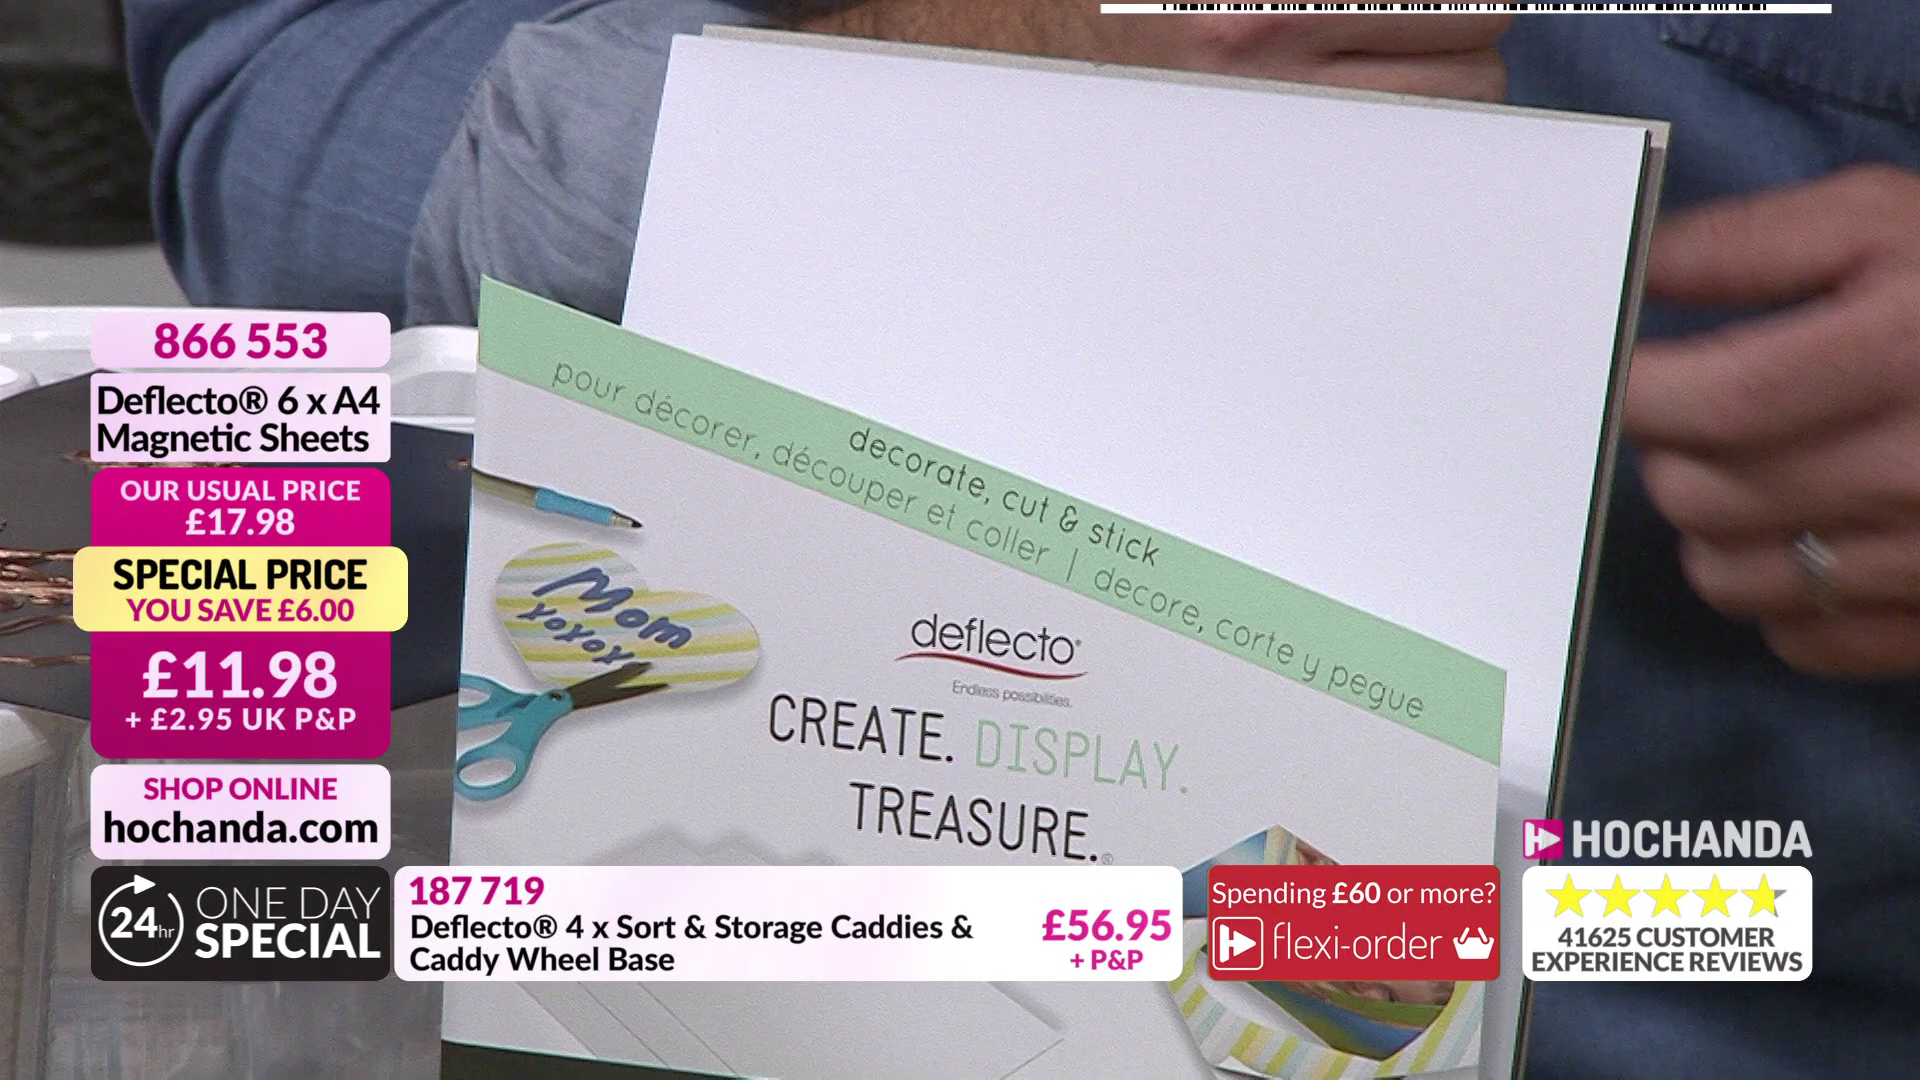 866 553
Deflecto® 6 x A4
Magnetic Sheets
OUR USUAL PRICE
£17.98
SPECIAL PRICE
YOU SAVE £6.00
£11.98
+ £2.95 UK P&P
SHOP ONLINE
hochanda.com
24hr
ONE DAY
SPECIAL
187 719
Deflecto® 4 x Sort & Storage Caddies &
Caddy Wheel Base
£56.95
+ P&P
Spending £60 or more?
flexi-order
HOCHANDA
41625 CUSTOMER
EXPERIENCE REVIEWS
decorate, cut & stick
pour décorer, découper et coller | decore, corte y pegue
Mom
xoxox
deflecto®
Endless possibilities.
CREATE. DISPLAY.
TREASURE.®